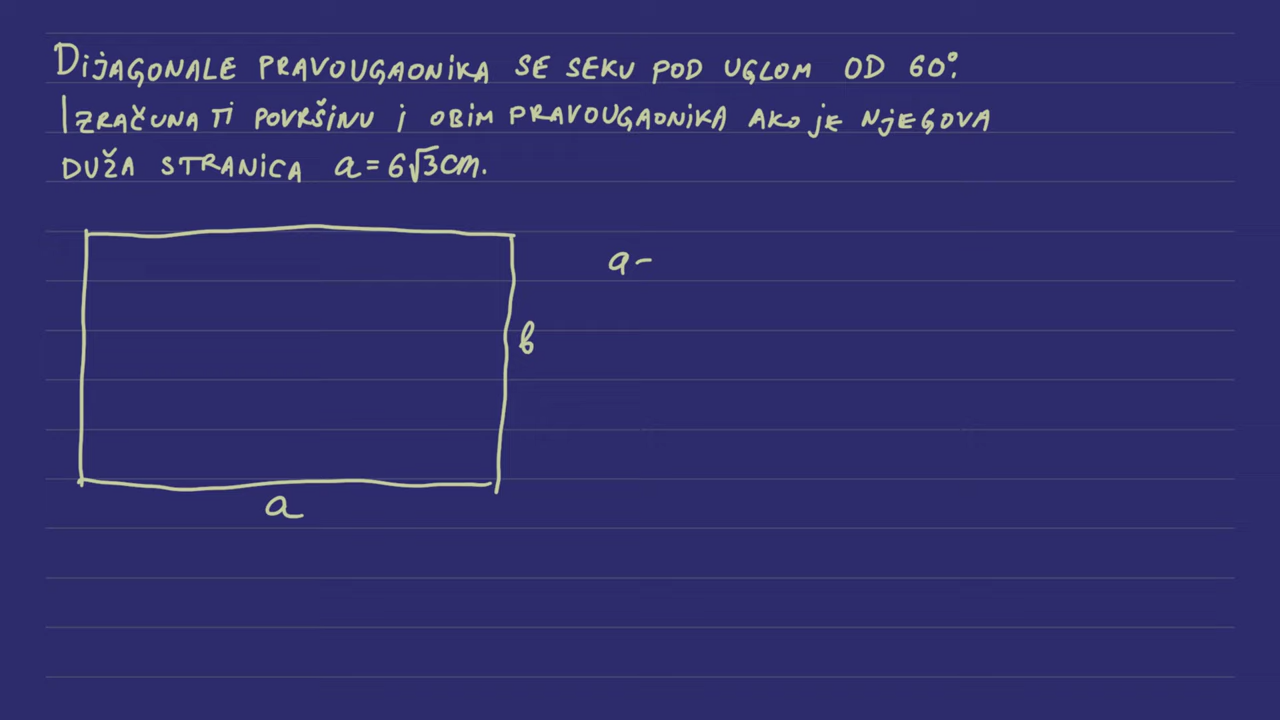 DIJAGONALE PRAVOUGAONIKA SE SEKU POD UGLOM OD 60°.
IZRAČUNATI POVRŠINU I OBIM PRAVOUGAONIKA AKO JE NJEGOVA
DUŽA STRANICA a=6√3cm.
a-
b
a